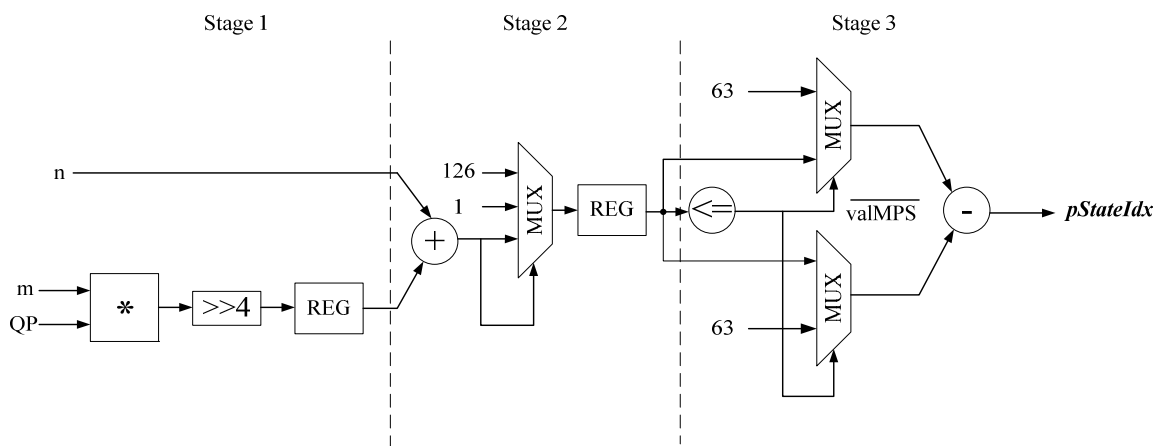 Stage 1
Stage 2
Stage 3
63
MUX
n
126
1
MUX
REG
<=
valMPS
-
pStateIdx
+
m
QP
*
>>4
REG
63
MUX